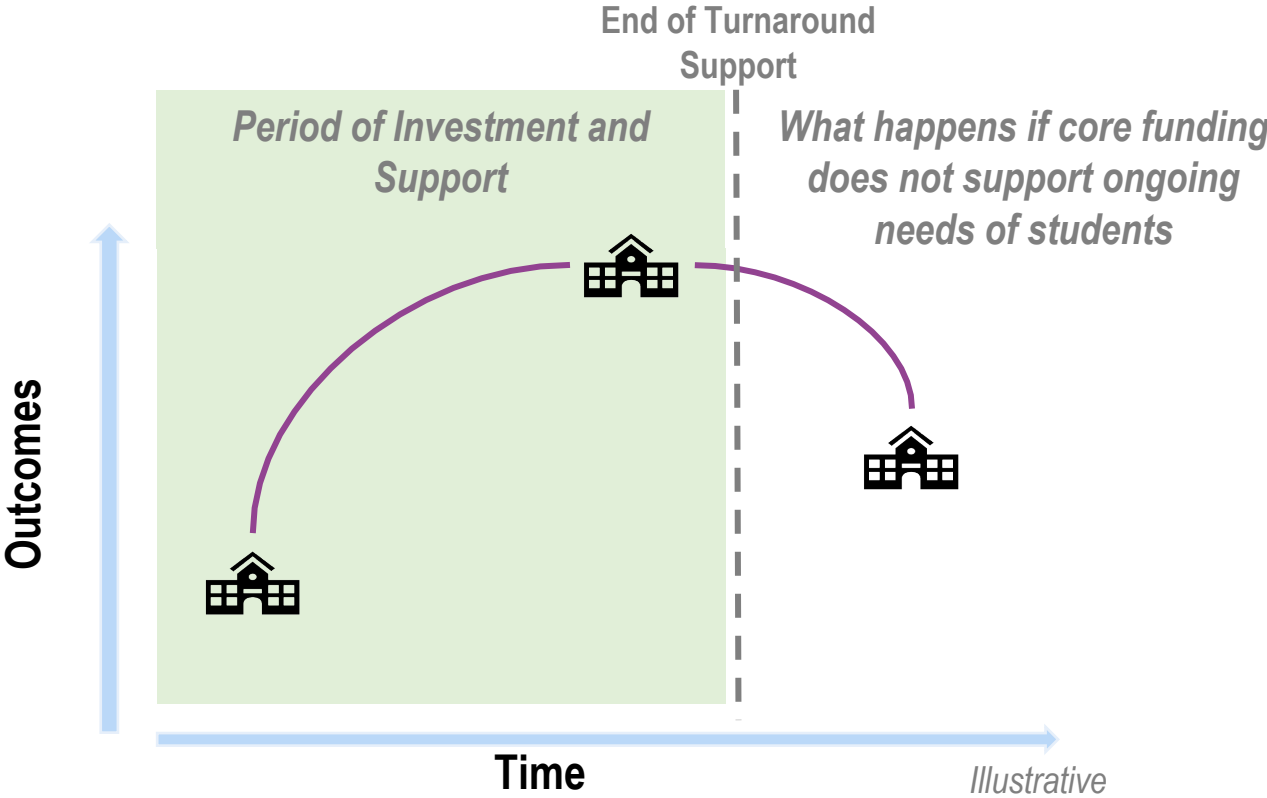 End of Turnaround
Support
Period of Investment and
Support
What happens if core funding
does not support ongoing
needs of students
Outcomes
Time
Illustrative